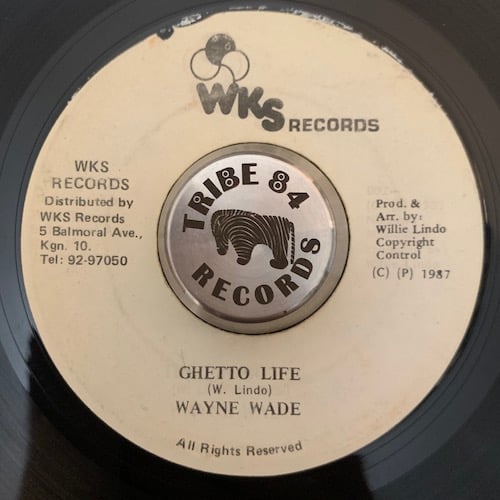 WKS RECORDS
WKS
RECORDS
Distributed by
WKS Records
5 Balmoral Ave.,
Kgn. 10.
Tel: 92-97050
TRIBE 84
RECORDS
Prod. &
Arr. by:
Willie Lindo
Copyright
Control
(C) (P) 1987
GHETTO LIFE
(W. Lindo)
WAYNE WADE
All Rights Reserved